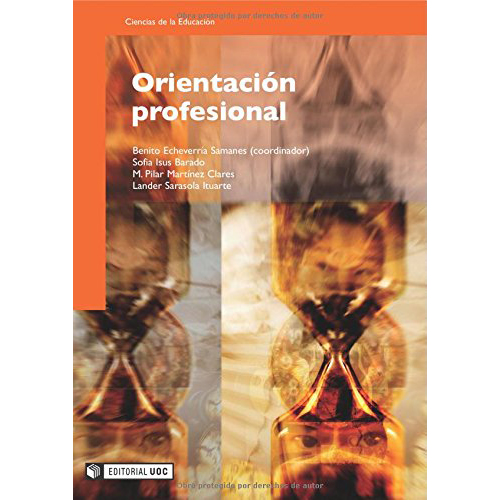 Obra protegida por derechos de autor
Ciencias de la Educación
Orientación
profesional
Benito Echeverría Samanes (coordinador)
Sofía Isus Barado
M. Pilar Martínez Clares
Lander Sarasola Ituarte
EDITORIAL UOC
Obra protegida por derechos de autor